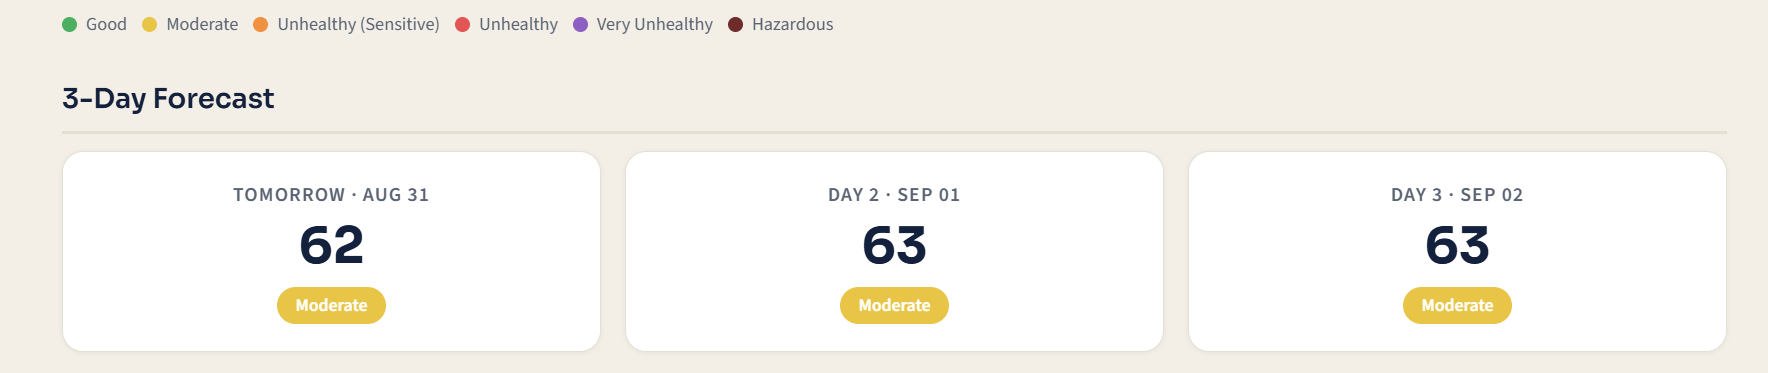 Good Moderate Unhealthy (Sensitive) Unhealthy Very Unhealthy Hazardous
3-Day Forecast
TOMORROW · AUG 31
62
Moderate
DAY 2 · SEP 01
63
Moderate
DAY 3 · SEP 02
63
Moderate